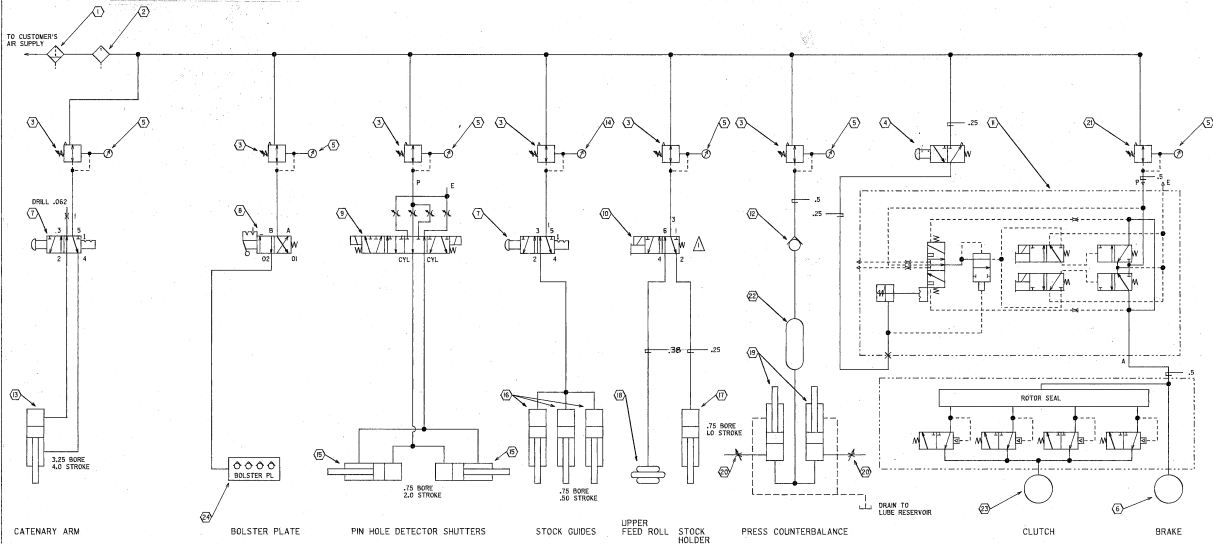 1
2
TO CUSTOMER'S
AIR SUPPLY
3
5
3
5
3
5
3
14
3
5
3
5
4
.25
11
21
5
P
E
.5
P
E
DRILL .062
7
3
5
2
4
8
B
A
O2
O1
9
CYL
CYL
7
3
5
2
4
10
3
6
1
4
2
.5
.25
12
22
.38
.25
A
.5
13
3.25 BORE
4.0 STROKE
BOLSTER PL
24
15
15
.75 BORE
2.0 STROKE
16
.75 BORE
.50 STROKE
18
17
.75 BORE
1.0 STROKE
19
20
20
DRAIN TO
LUBE RESERVOIR
ROTOR SEAL
23
6
CATENARY ARM
BOLSTER PLATE
PIN HOLE DETECTOR SHUTTERS
STOCK GUIDES
UPPER
FEED ROLL
STOCK
HOLDER
PRESS COUNTERBALANCE
CLUTCH
BRAKE